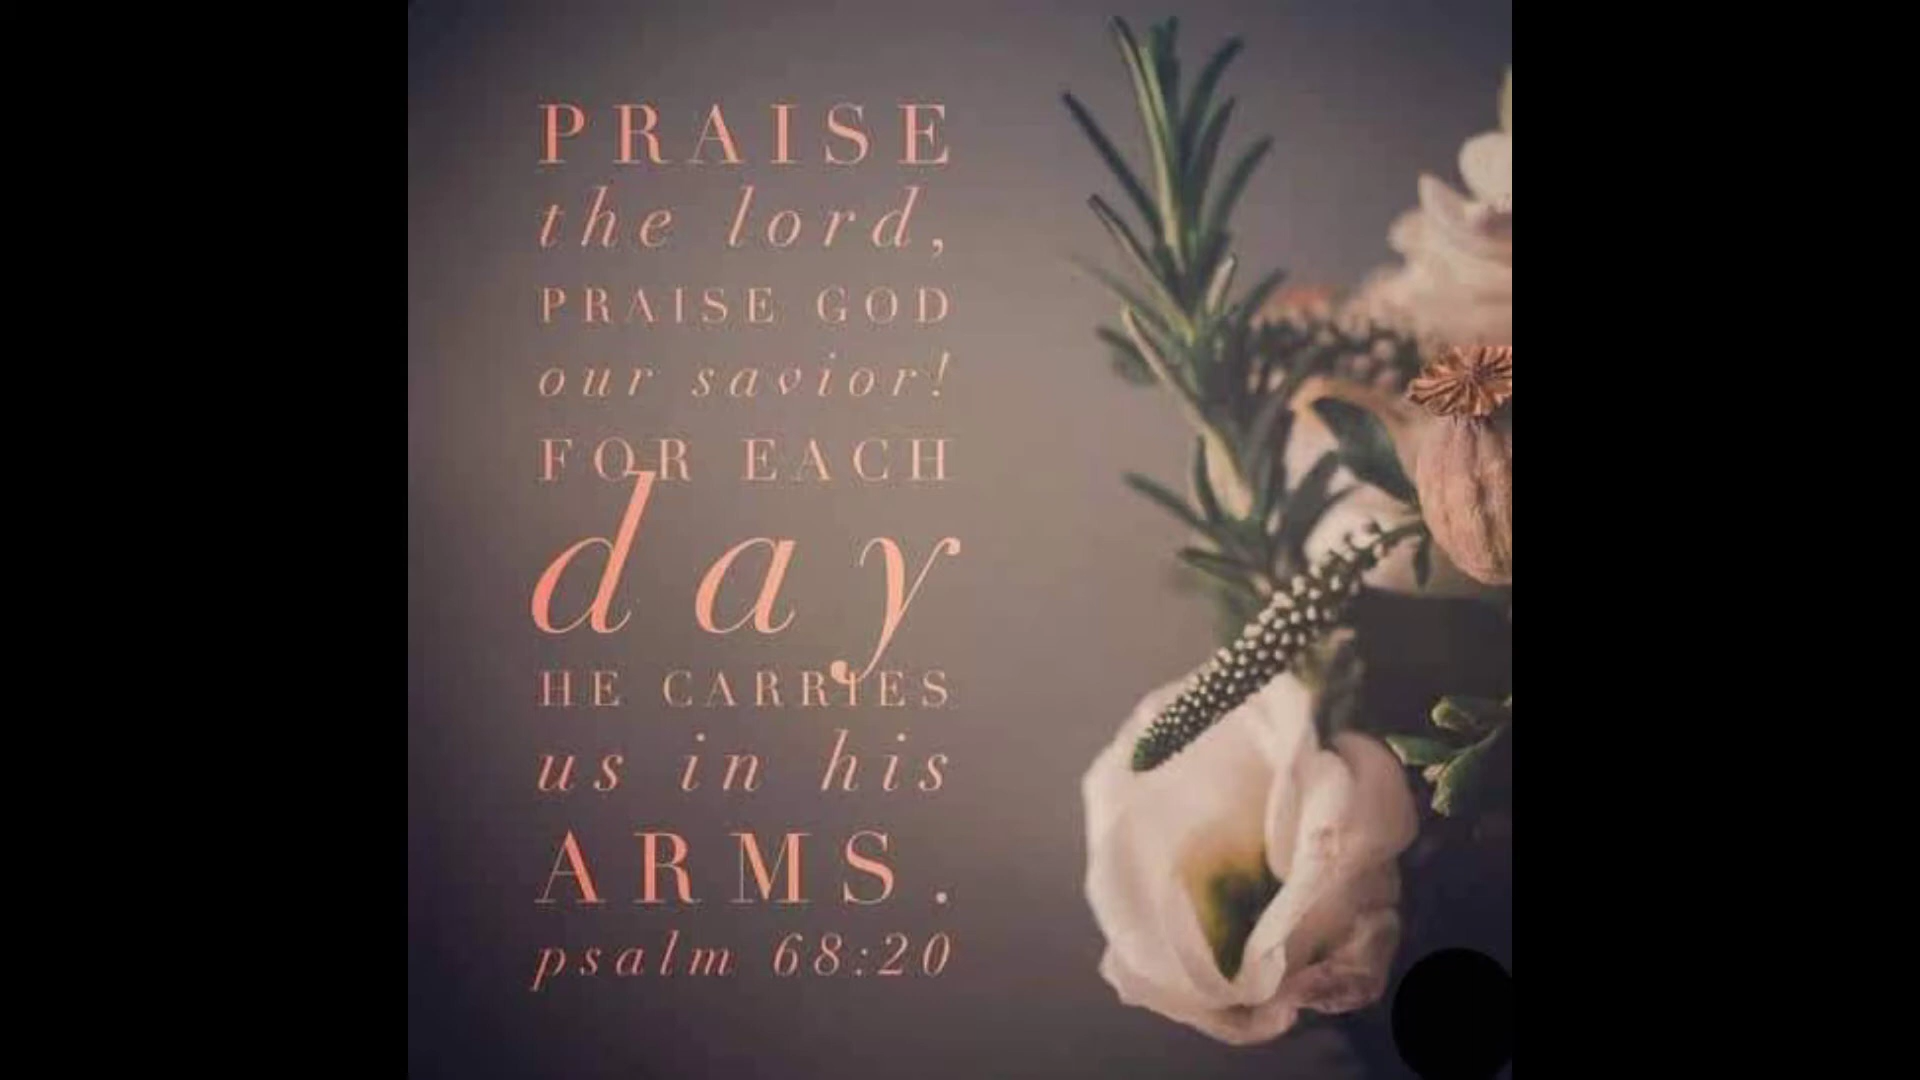 PRAISE
the lord,
PRAISE GOD
our savior!
FOR EACH
day
HE CARRIES
us in his
ARMS.
psalm 68:20